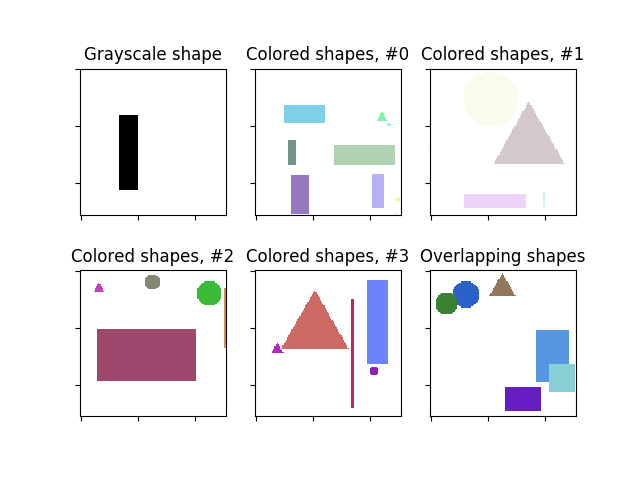 Grayscale shape
Colored shapes, #0
Colored shapes, #1
Colored shapes, #2
Colored shapes, #3
Overlapping shapes